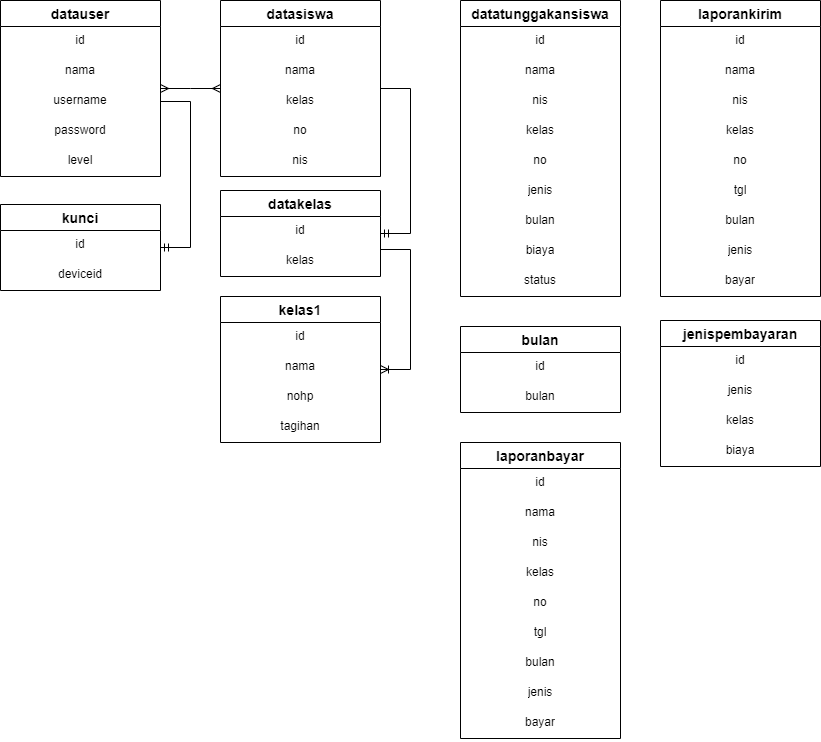 datauser
id
nama
username
password
level
kunci
id
deviceid
datasiswa
id
nama
kelas
no
nis
datakelas
id
kelas
kelas1
id
nama
nohp
tagihan
datatunggakansiswa
id
nama
nis
kelas
no
jenis
bulan
biaya
status
bulan
id
bulan
laporanbayar
id
nama
nis
kelas
no
tgl
bulan
jenis
bayar
laporankirim
id
nama
nis
kelas
no
tgl
bulan
jenis
bayar
jenispembayaran
id
jenis
kelas
biaya